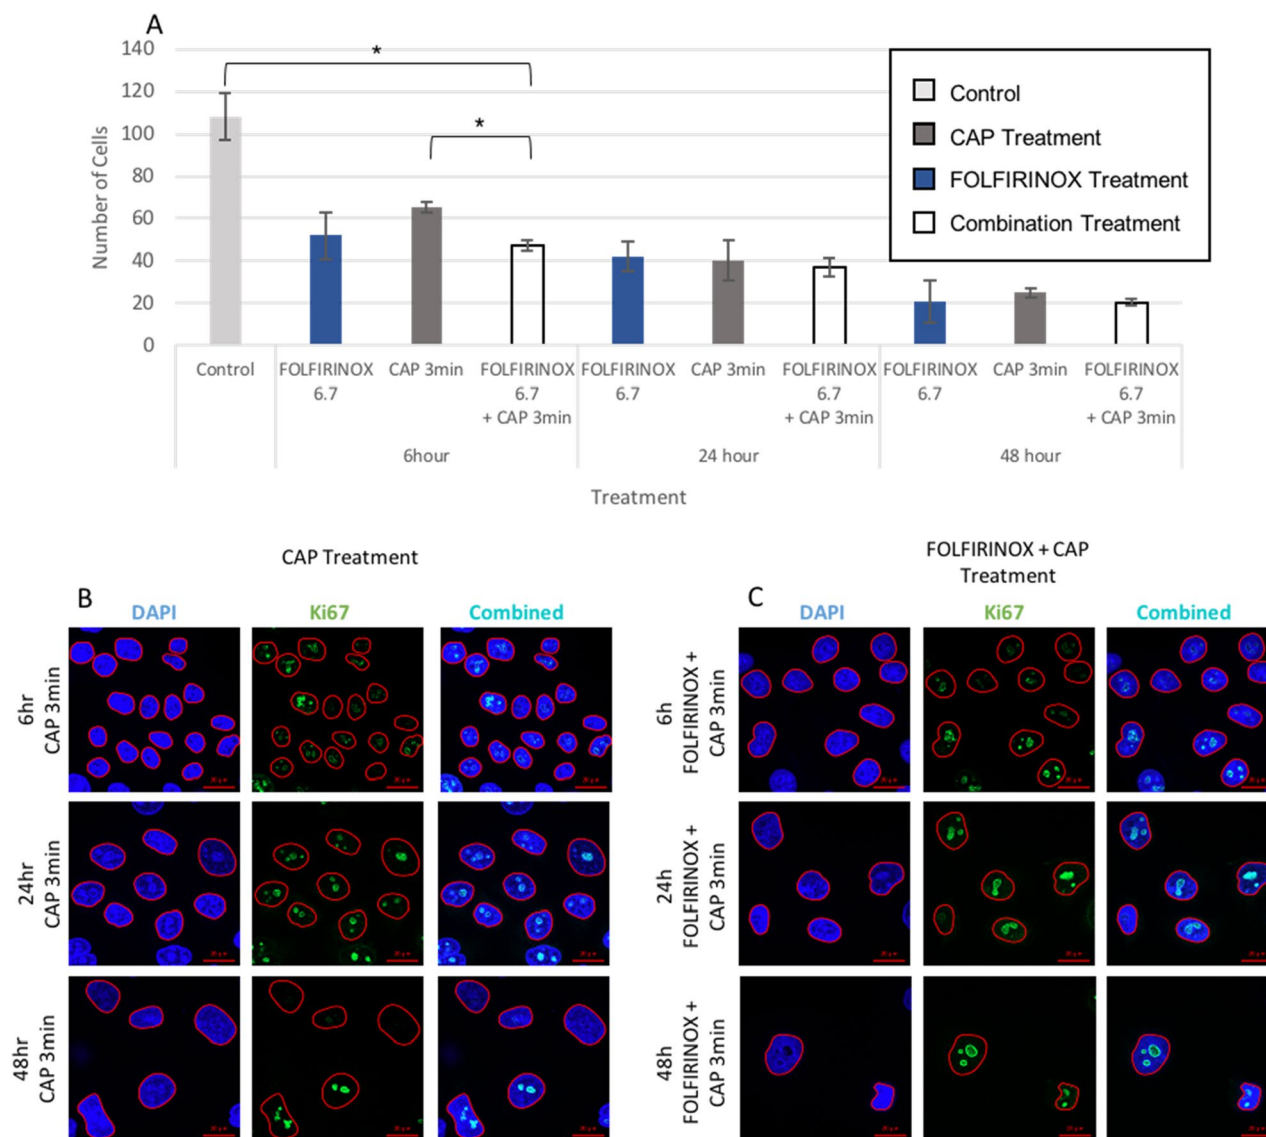 A
140
120
100
80
60
40
20
0
Number of Cells
*
*
Control
CAP Treatment
FOLFIRINOX Treatment
Combination Treatment
Control
FOLFIRINOX
6.7
CAP 3min
FOLFIRINOX
6.7
+ CAP 3min
FOLFIRINOX
6.7
CAP 3min
FOLFIRINOX
6.7
+ CAP 3min
FOLFIRINOX
6.7
CAP 3min
FOLFIRINOX
6.7
+ CAP 3min
6hour
24 hour
48 hour
Treatment
CAP Treatment
B
DAPI
Ki67
Combined
6hr
CAP 3min
24hr
CAP 3min
48hr
CAP 3min
FOLFIRINOX + CAP
Treatment
C
DAPI
Ki67
Combined
6h
FOLFIRINOX +
CAP 3min
24h
FOLFIRINOX +
CAP 3min
48h
FOLFIRINOX +
CAP 3min